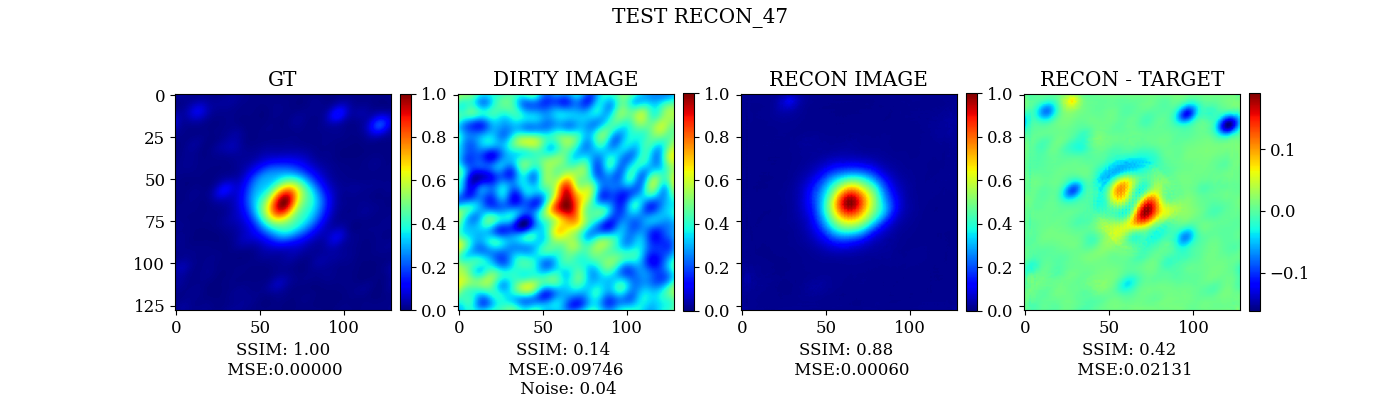 TEST RECON_47
GT
DIRTY IMAGE
RECON IMAGE
RECON - TARGET
0
25
50
75
100
125
0
50
100
1.0
0.8
0.6
0.4
0.2
0.0
0
50
100
1.0
0.8
0.6
0.4
0.2
0.0
0
50
100
1.0
0.8
0.6
0.4
0.2
0.0
0
50
100
0.1
0.0
−0.1
SSIM: 1.00
MSE:0.00000
SSIM: 0.14
MSE:0.09746
Noise: 0.04
SSIM: 0.88
MSE:0.00060
SSIM: 0.42
MSE:0.02131